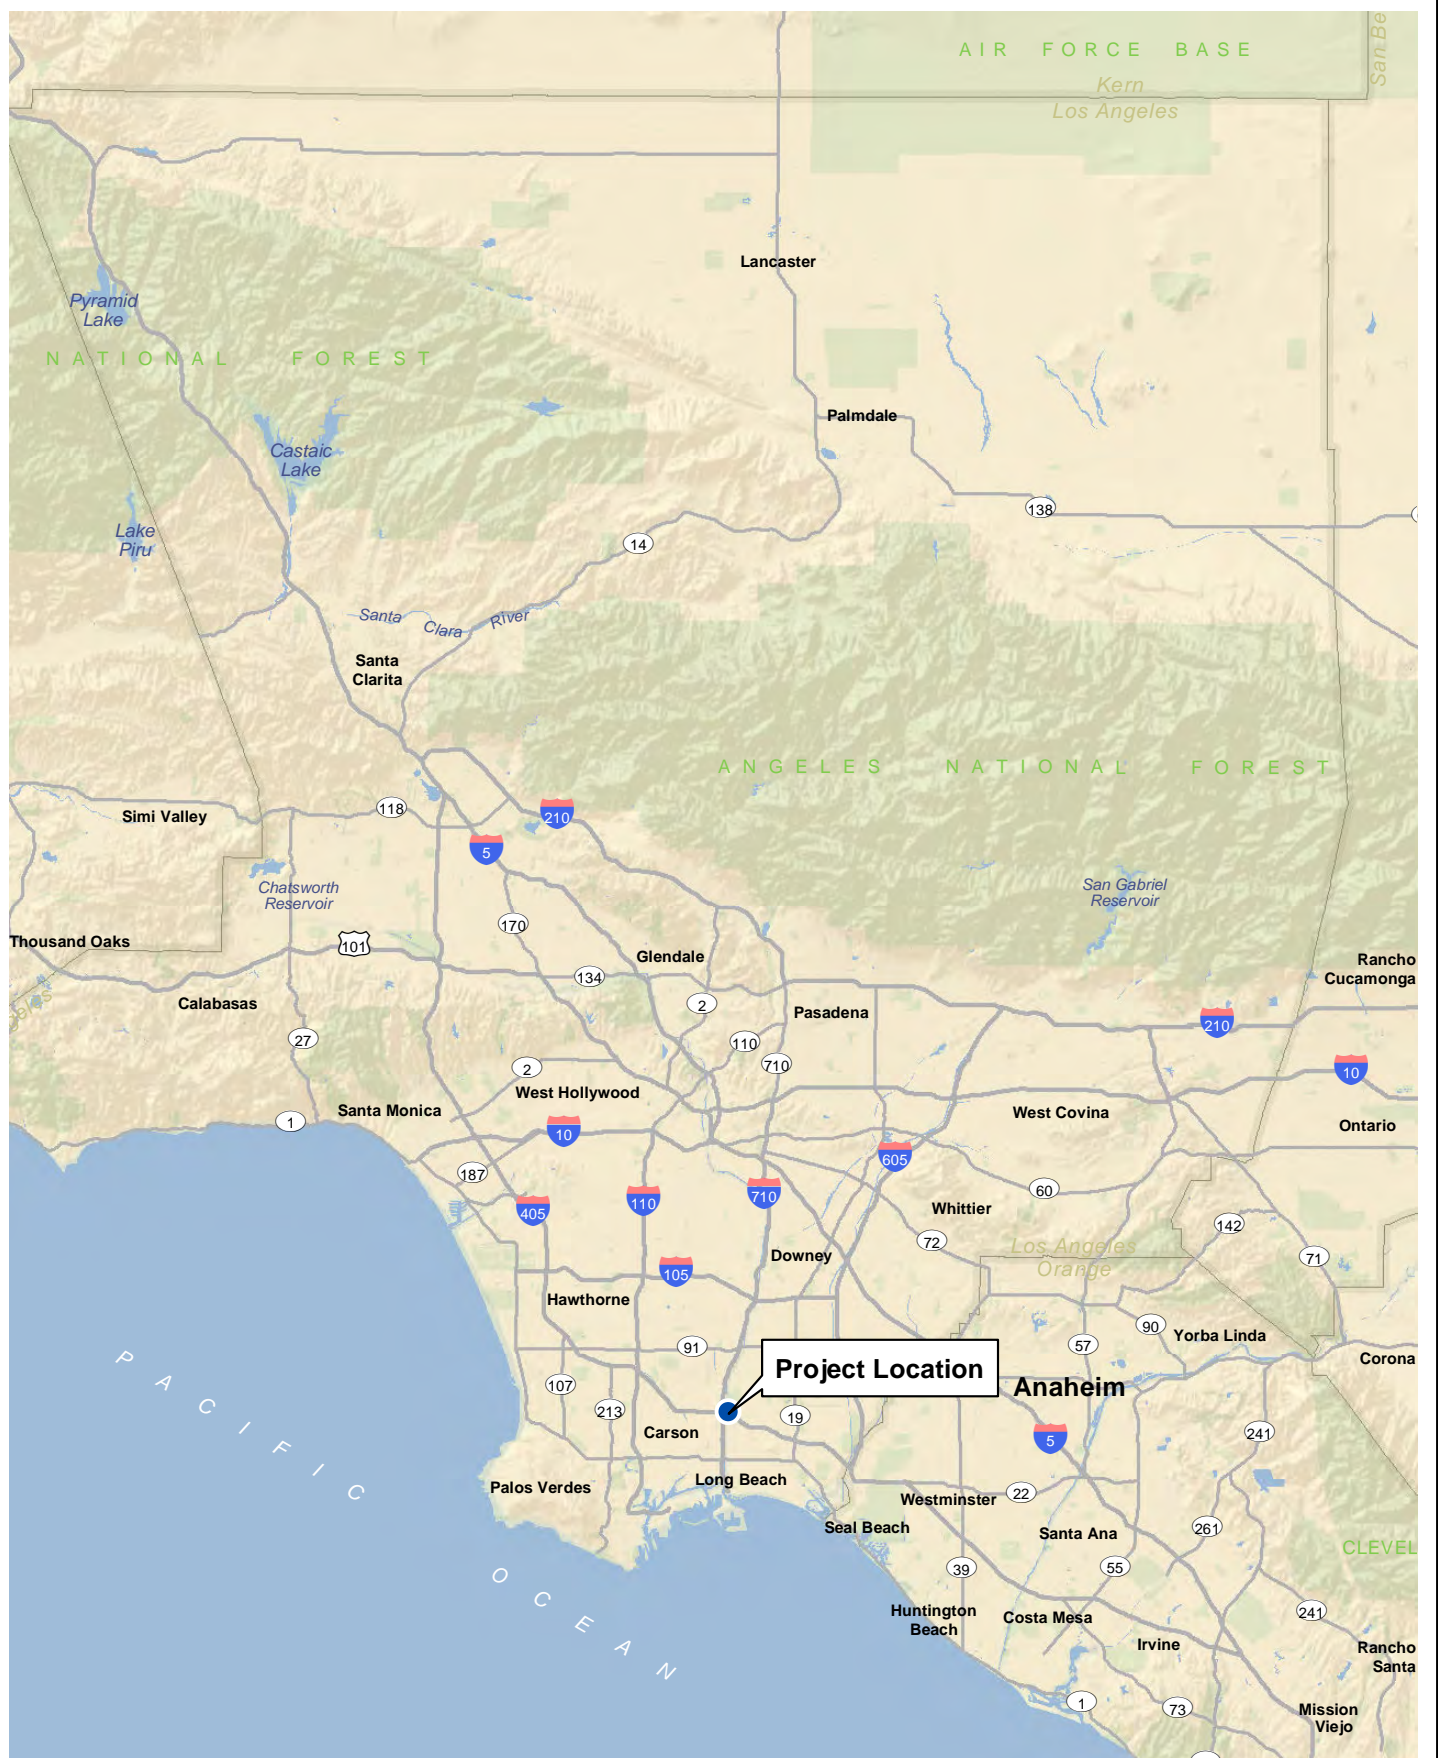 AIR FORCE BASE
San Be
Kern
Los Angeles
Lancaster
Pyramid
Lake
NATIONAL FOREST
Palmdale
Castaic
Lake
138
Lake
Piru
14
Santa Clara River
Santa
Clarita
ANGELES NATIONAL FOREST
118
210
Simi Valley
5
Chatsworth
Reservoir
San Gabriel
Reservoir
170
Thousand Oaks
101
Glendale
Rancho
Cucamonga
134
Calabasas
2
Pasadena
210
27
110
710
2
10
West Hollywood
Santa Monica
West Covina
1
10
Ontario
605
187
60
405
110
710
Whittier
142
72
Los Angeles
Orange
Downey
71
105
Hawthorne
90
Yorba Linda
91
57
Corona
Project Location
Anaheim
107
213
19
Carson
5
241
Long Beach
Palos Verdes
22
Westminster
Seal Beach
Santa Ana
261
CLEVEL
39
55
Huntington
Beach
Costa Mesa
241
Irvine
Rancho
Santa
1
73
Mission
Viejo
PACIFIC OCEAN